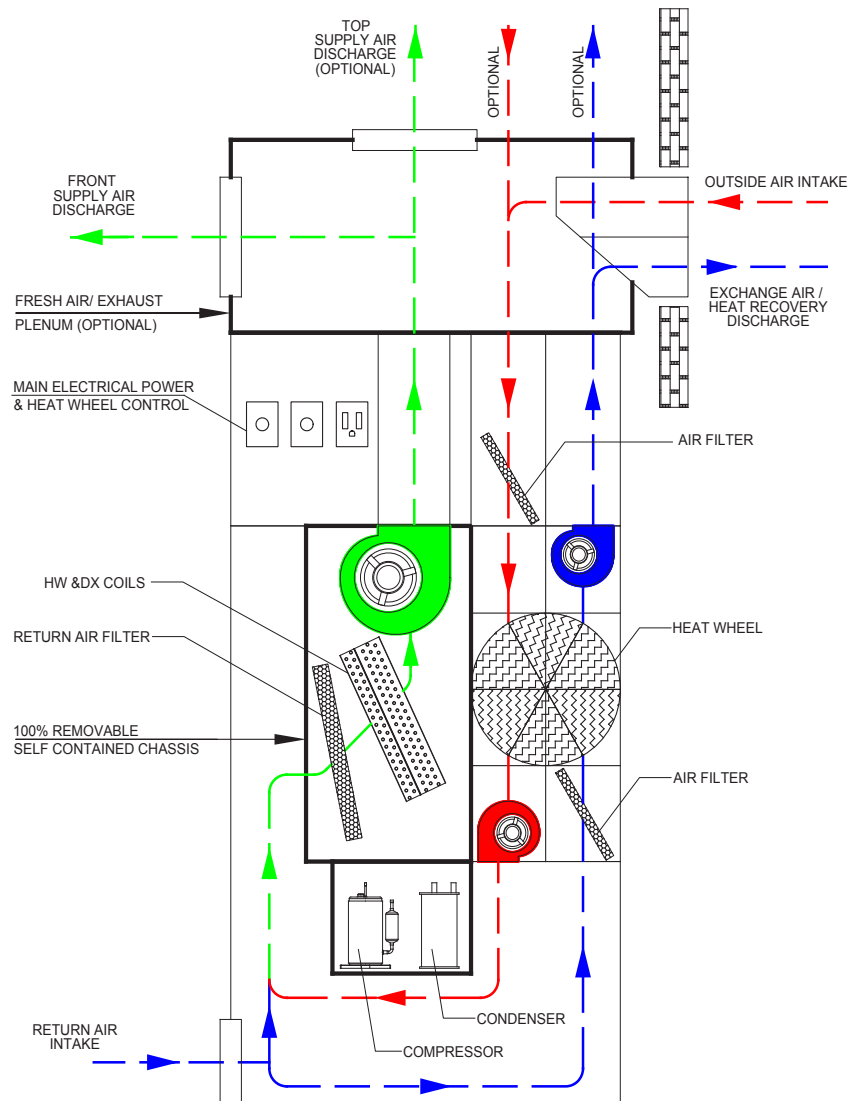 TOP
SUPPLY AIR
DISCHARGE
(OPTIONAL)
OPTIONAL
OPTIONAL
FRONT
SUPPLY AIR
DISCHARGE
OUTSIDE AIR INTAKE
EXCHANGE AIR /
HEAT RECOVERY
DISCHARGE
FRESH AIR/ EXHAUST
PLENUM (OPTIONAL)
MAIN ELECTRICAL POWER
& HEAT WHEEL CONTROL
AIR FILTER
HW &DX COILS
RETURN AIR FILTER
HEAT WHEEL
100% REMOVABLE
SELF CONTAINED CHASSIS
AIR FILTER
CONDENSER
COMPRESSOR
RETURN AIR
INTAKE